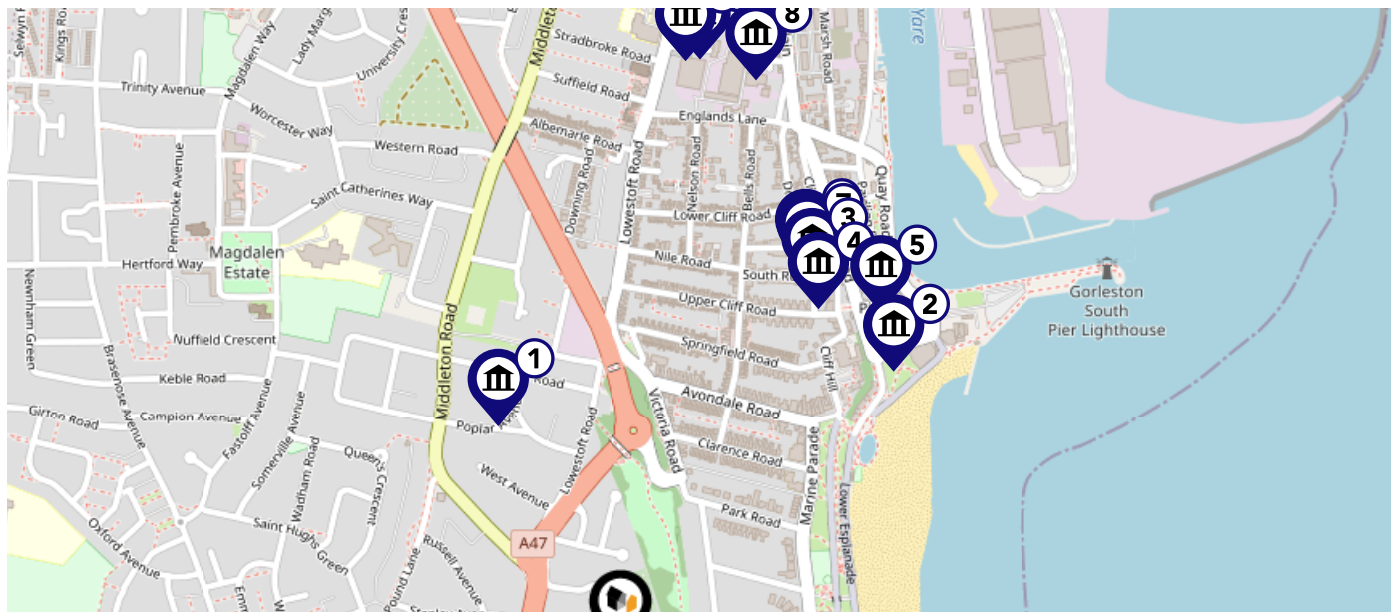 Selwyn
Kings Ro
Magdalen Way
Lady Marg
University Cres
Middleto
Stradbroke Road
8
Marsh Road
Yare
Trinity Avenue
Suffield Road
Worcester Way
Albemarle Road
Englands Lane
Western Road
Pembroke Avenue
Saint Catherines Way
Downing Road
Lowestoft Road
Nelson Road
Bells Road
Quay Road
Lower Cliff Road
3
4
5
Magdalen
Estate
Hertford Way
Nile Road
South R
Upper Cliff Road
2
Gorleston
South
Pier Lighthouse
Newnham Green
Nuffield Crescent
Middleton Road
Springfield Road
Cliff Hill
1
Road
Keble Road
Brasenose Avenue
Fastolff Avenue
Girton Road
Campion Avenue
Somerville Avenue
Poplar Avenue
Victoria Road
Avondale Road
Clarence Road
Marine Parade
Wadham Road
Queen's Crescent
West Avenue
Lowestoft Road
Park Road
Lower Esplanade
Oxford Avenue
Saint Hughs Green
A47
Russell Avenue
Pound Lane
Emm
W